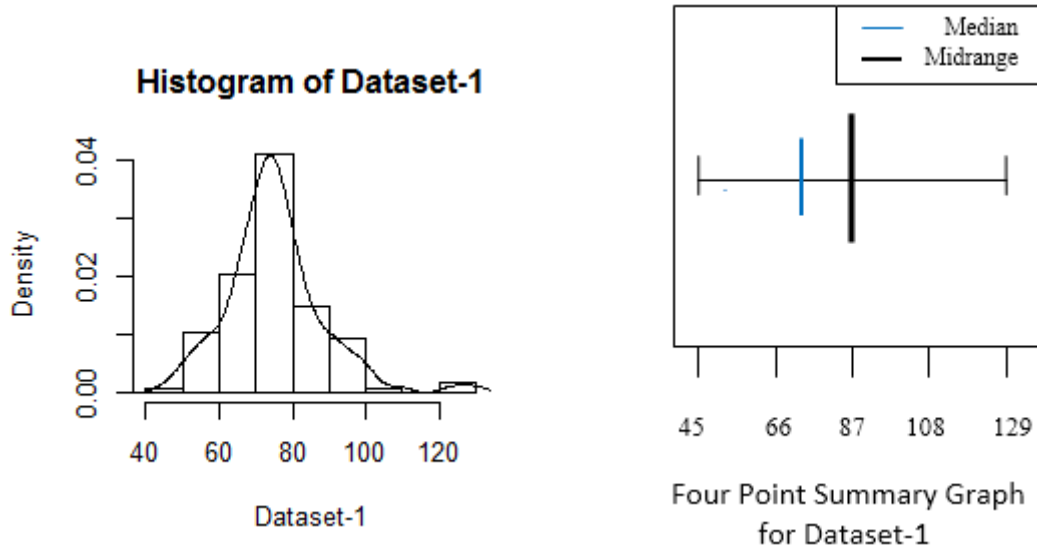 Histogram of Dataset-1
Density
0.00 0.02 0.04
40 60 80 100 120
Dataset-1
Median
Midrange
45 66 87 108 129
Four Point Summary Graph
for Dataset-1